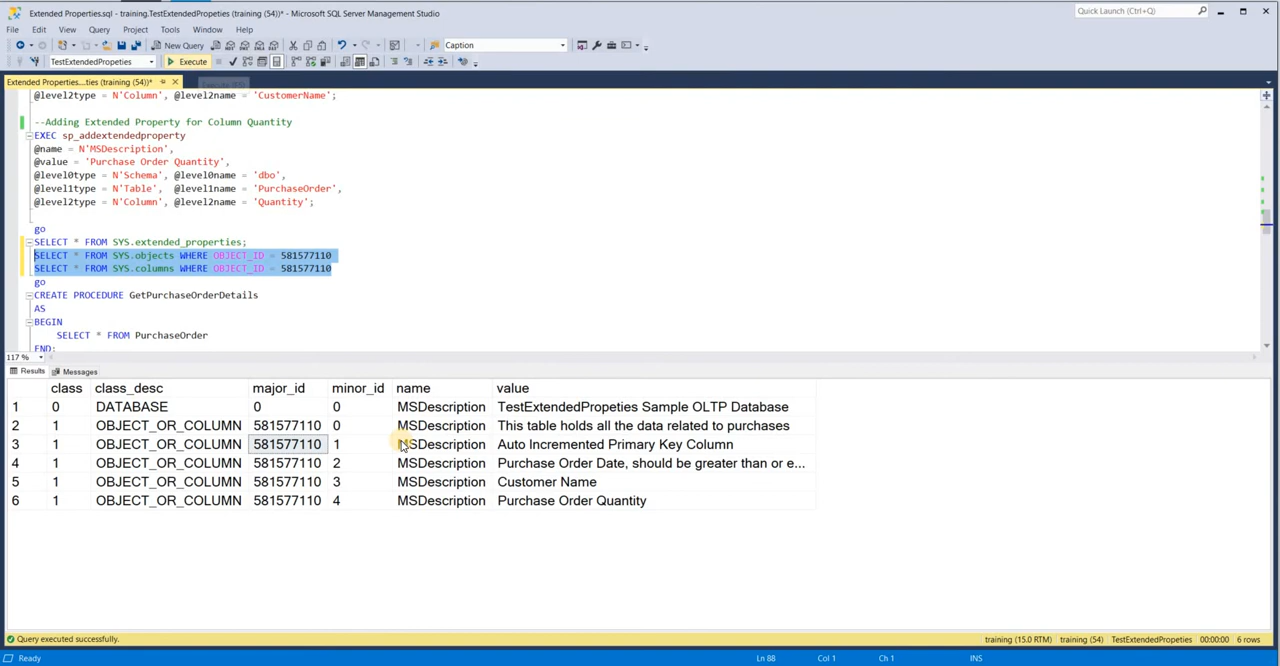 Extended Properties.sql - training.TestExtendedPropeties (training (54))* - Microsoft SQL Server Management Studio
Quick Launch (Ctrl+Q)
File Edit View Query Project Tools Window Help
New Query
Caption
TestExtendedPropeties
Execute
Extended Properties....ties (training (54))*
@level2type = N'Column', @level2name = 'CustomerName';
--Adding Extended Property for Column Quantity
EXEC sp_addextendedproperty
@name = N'MSDescription',
@value = 'Purchase Order Quantity',
@level0type = N'Schema', @level0name = 'dbo',
@level1type = N'Table', @level1name = 'PurchaseOrder',
@level2type = N'Column', @level2name = 'Quantity';
go
SELECT * FROM SYS.extended_properties;
SELECT * FROM SYS.objects WHERE OBJECT_ID = 581577110
SELECT * FROM SYS.columns WHERE OBJECT_ID = 581577110
go
CREATE PROCEDURE GetPurchaseOrderDetails
AS
BEGIN
SELECT * FROM PurchaseOrder
END;
117 %
Results Messages
class class_desc major_id minor_id name value
1 0 DATABASE 0 0 MSDescription TestExtendedPropeties Sample OLTP Database
2 1 OBJECT_OR_COLUMN 581577110 0 MSDescription This table holds all the data related to purchases
3 1 OBJECT_OR_COLUMN 581577110 1 MSDescription Auto Incremented Primary Key Column
4 1 OBJECT_OR_COLUMN 581577110 2 MSDescription Purchase Order Date, should be greater than or e...
5 1 OBJECT_OR_COLUMN 581577110 3 MSDescription Customer Name
6 1 OBJECT_OR_COLUMN 581577110 4 MSDescription Purchase Order Quantity
Query executed successfully.
training (15.0 RTM) training (54) TestExtendedPropeties 00:00:00 6 rows
Ready
Ln 88 Col 1 Ch 1 INS